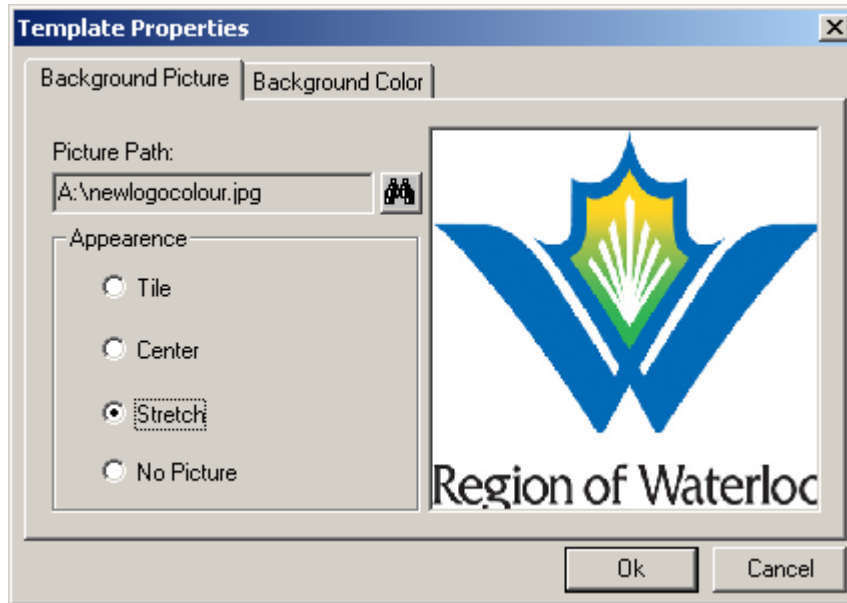 Template Properties
Background Picture
Background Color
Picture Path:
A:\newlogocolour.jpg
Appearence
Tile
Center
Stretch
No Picture
Region of Waterloc
Ok
Cancel